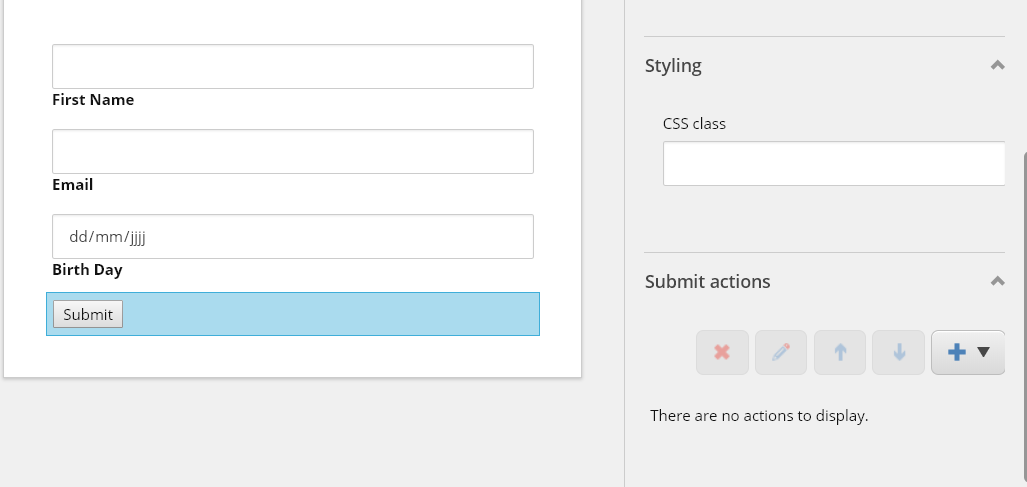 First Name
Email
dd/mm/jjjj
Birth Day
Submit
Styling
CSS class
Submit actions
There are no actions to display.